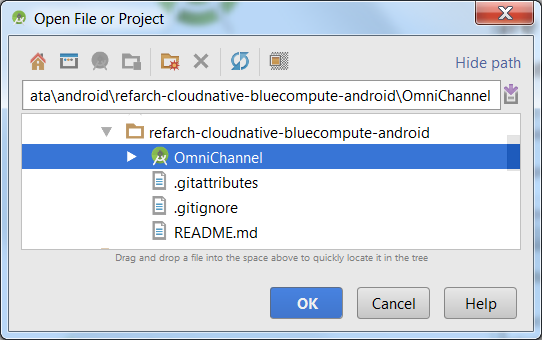 Open File or Project
Hide path
ata\android\refarch-cloudnative-bluecompute-android\OmniChannel
refarch-cloudnative-bluecompute-android
OmniChannel
.gitattributes
.gitignore
README.md
Drag and drop a file into the space above to quickly locate it in the tree
OK
Cancel
Help